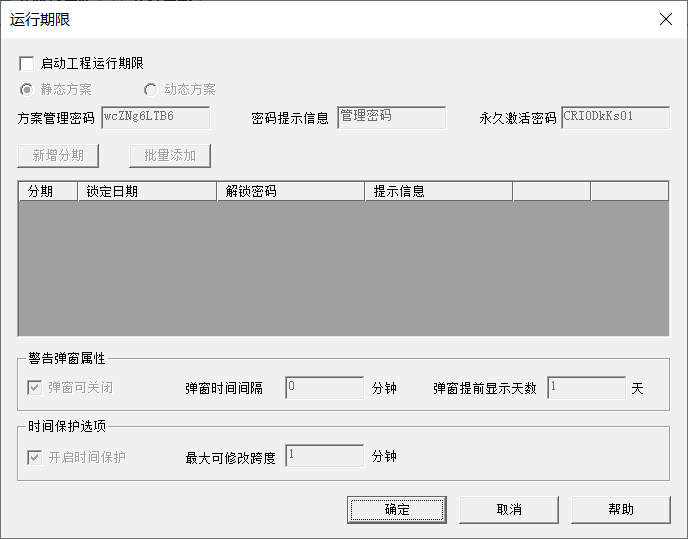 运行期限
启动工程运行期限
静态方案 动态方案
方案管理密码 wcZNg6LTB6 密码提示信息 管理密码 永久激活密码 CRIODkKs01
新增分期 批量添加
分期 锁定日期 解锁密码 提示信息
警告弹窗属性
弹窗可关闭 弹窗时间间隔 0 分钟 弹窗提前显示天数 1 天
时间保护选项
开启时间保护 最大可修改跨度 1 分钟
确定 取消 帮助